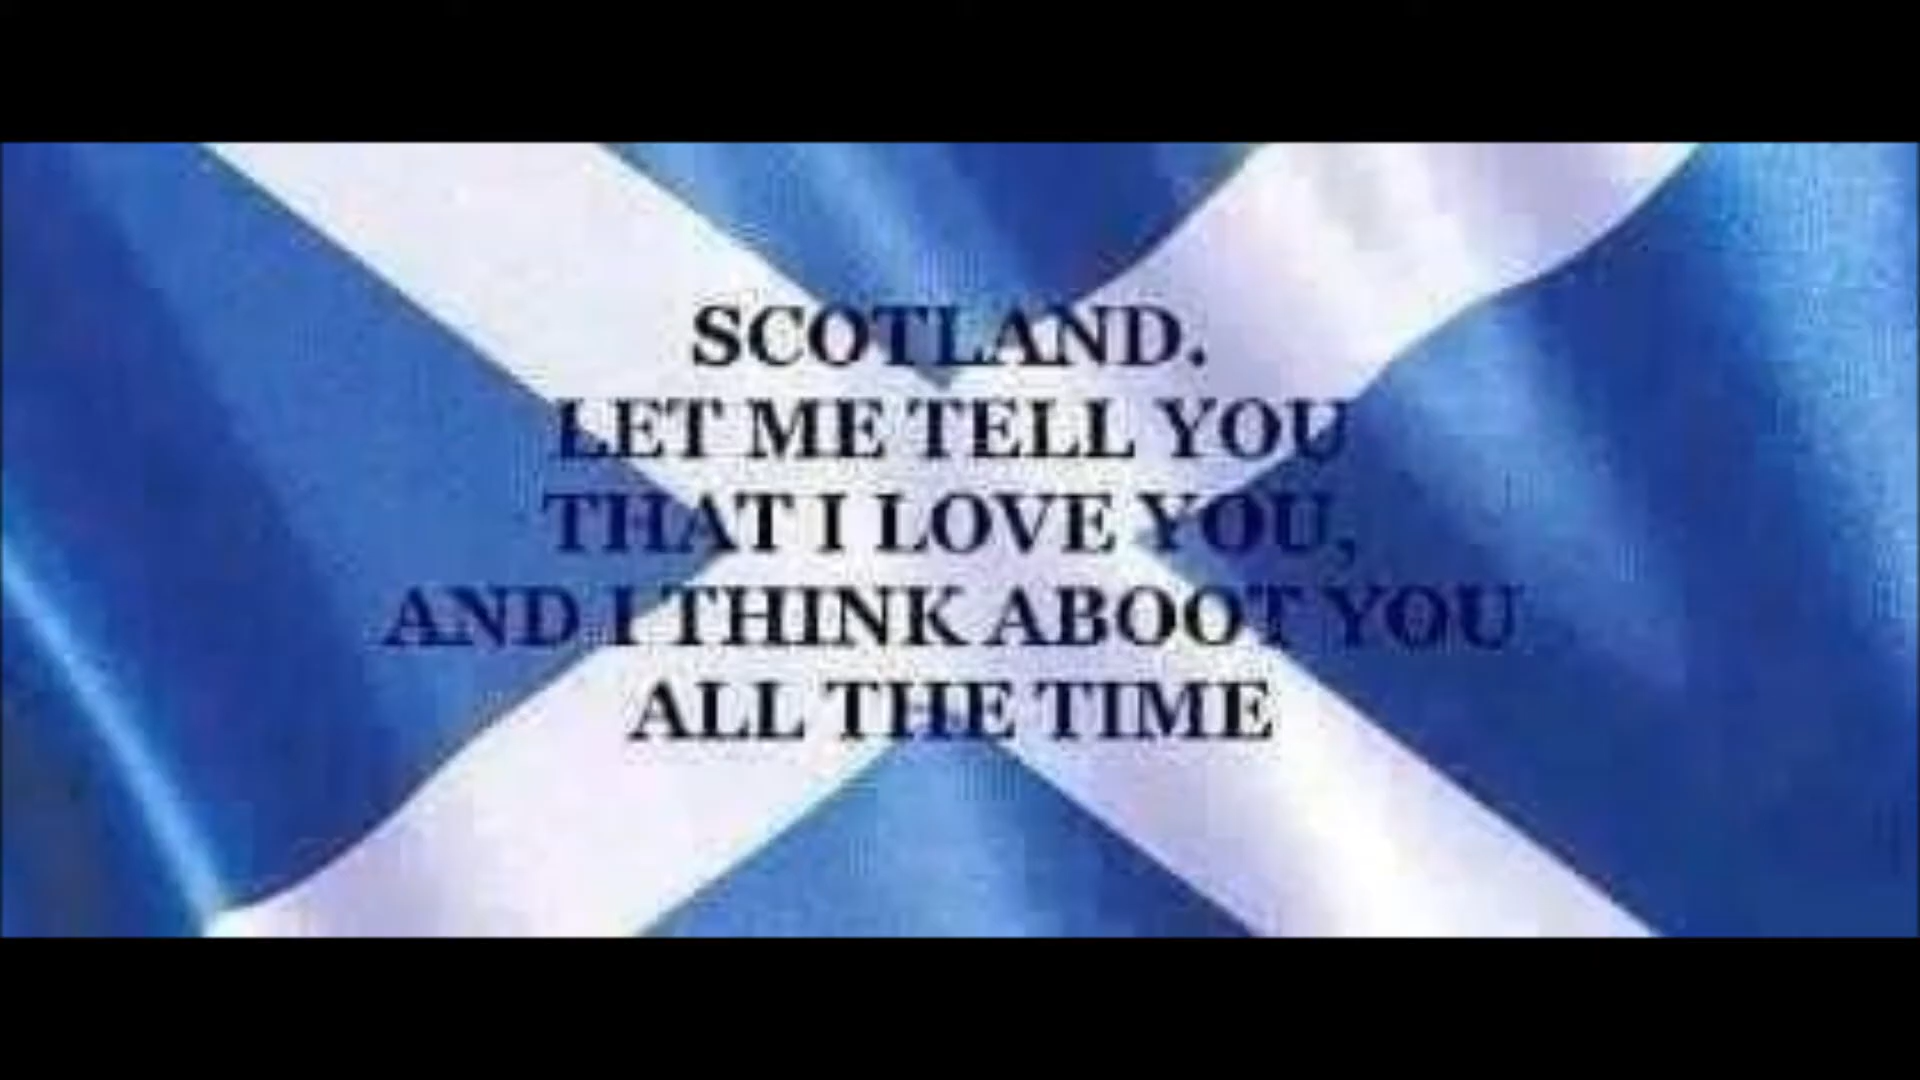 SCOTLAND.
LET ME TELL YOU
THAT I LOVE YOU,
AND I THINK ABOOT YOU
ALL THE TIME